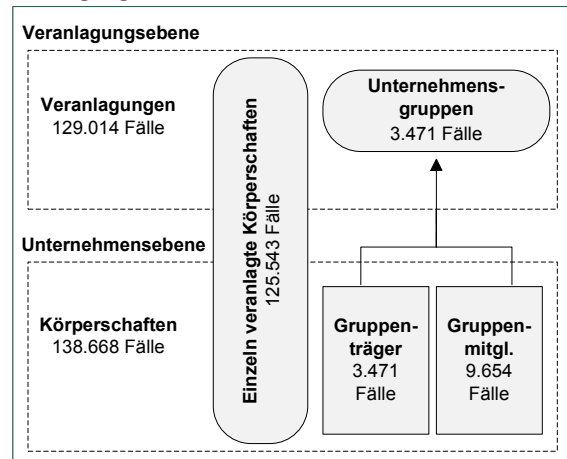 Veranlagungsebene
Veranlagungen
129.014 Fälle
Einzeln veranlagte Körperschaften
125.543 Fälle
Unternehmens-
gruppen
3.471 Fälle
Unternehmensebene
Körperschaften
138.668 Fälle
Gruppen-
träger
3.471
Fälle
Gruppen-
mitgl.
9.654
Fälle